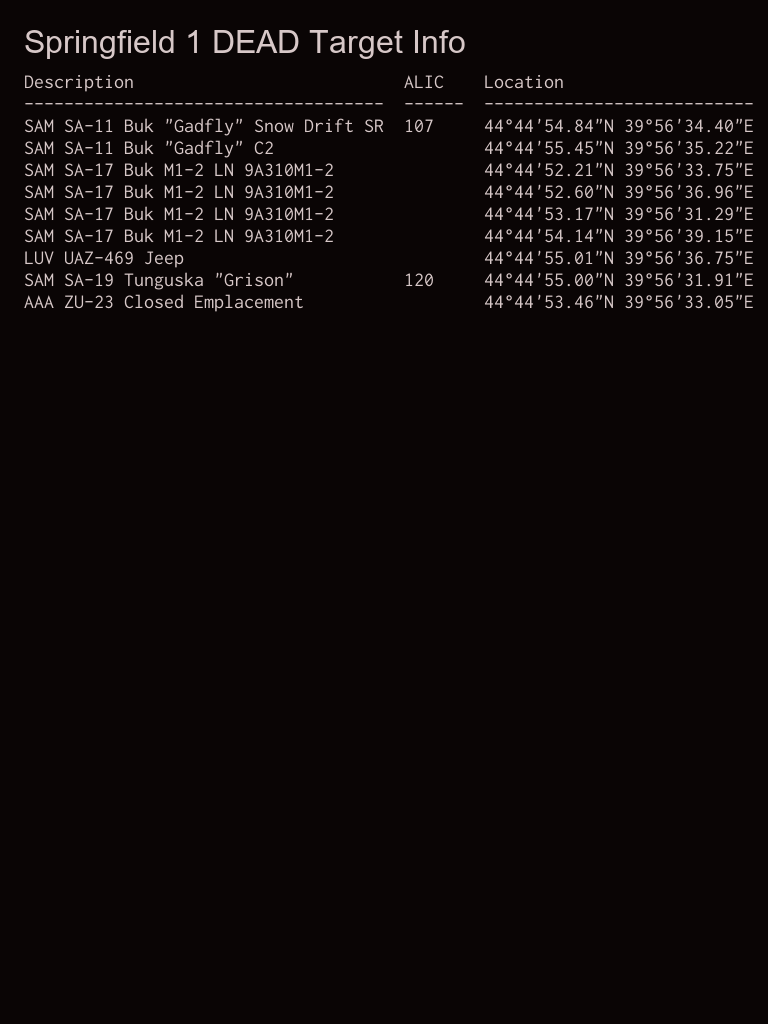 Springfield 1 DEAD Target Info
Description ALIC Location
------------------------------------ ------ ---------------------------
SAM SA-11 Buk "Gadfly" Snow Drift SR 107 44°44'54.84"N 39°56'34.40"E
SAM SA-11 Buk "Gadfly" C2 44°44'55.45"N 39°56'35.22"E
SAM SA-17 Buk M1-2 LN 9A310M1-2 44°44'52.21"N 39°56'33.75"E
SAM SA-17 Buk M1-2 LN 9A310M1-2 44°44'52.60"N 39°56'36.96"E
SAM SA-17 Buk M1-2 LN 9A310M1-2 44°44'53.17"N 39°56'31.29"E
SAM SA-17 Buk M1-2 LN 9A310M1-2 44°44'54.14"N 39°56'39.15"E
LUV UAZ-469 Jeep 44°44'55.01"N 39°56'36.75"E
SAM SA-19 Tunguska "Grison" 120 44°44'55.00"N 39°56'31.91"E
AAA ZU-23 Closed Emplacement 44°44'53.46"N 39°56'33.05"E